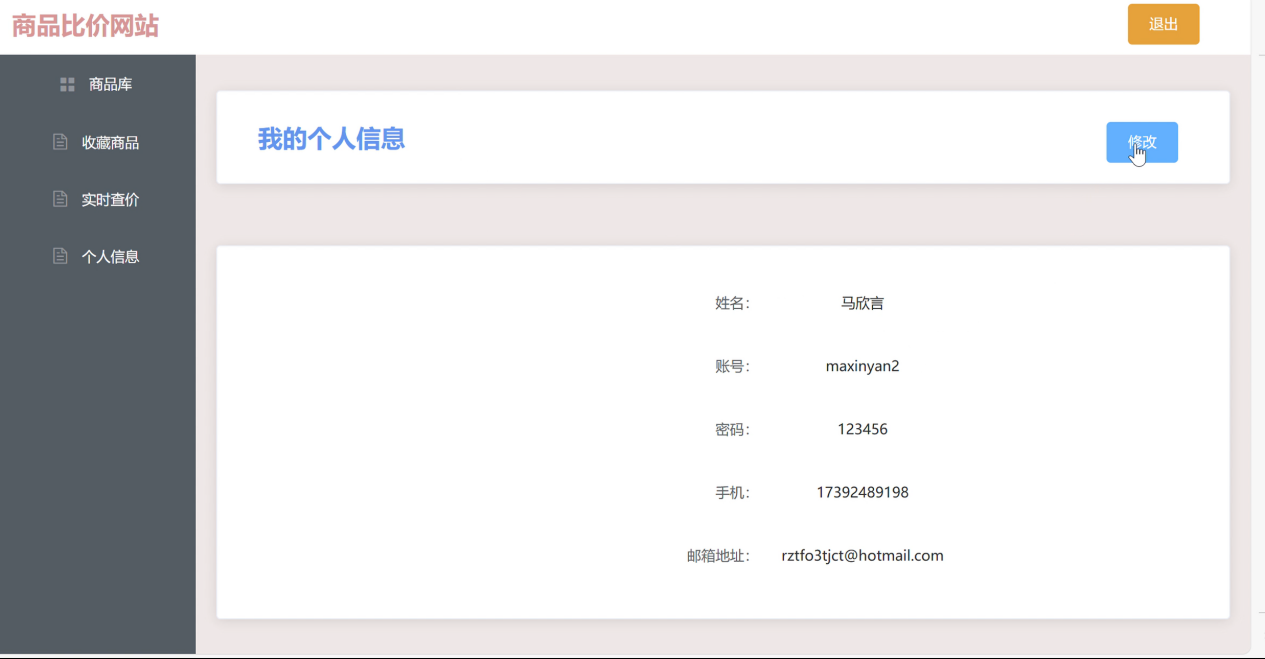 商品比价网站
退出
商品库
收藏商品
实时查价
个人信息
我的个人信息
修改
姓名： 马欣言
账号： maxinyan2
密码： 123456
手机： 17392489198
邮箱地址： rztfo3tjct@hotmail.com